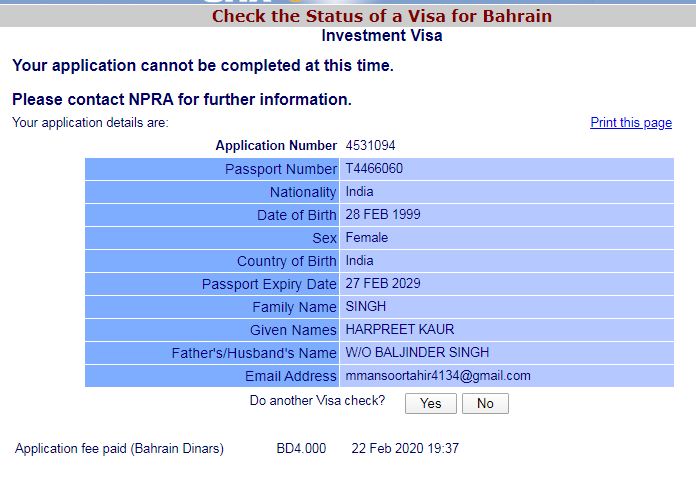 Check the Status of a Visa for Bahrain
Investment Visa
Your application cannot be completed at this time.
Please contact NPRA for further information.
Your application details are: Print this page
Application Number 4531094
Passport Number T4466060
Nationality India
Date of Birth 28 FEB 1999
Sex Female
Country of Birth India
Passport Expiry Date 27 FEB 2029
Family Name SINGH
Given Names HARPREET KAUR
Father's/Husband's Name W/O BALJINDER SINGH
Email Address mmansoortahir4134@gmail.com
Do another Visa check? Yes No
Application fee paid (Bahrain Dinars) BD4.000 22 Feb 2020 19:37